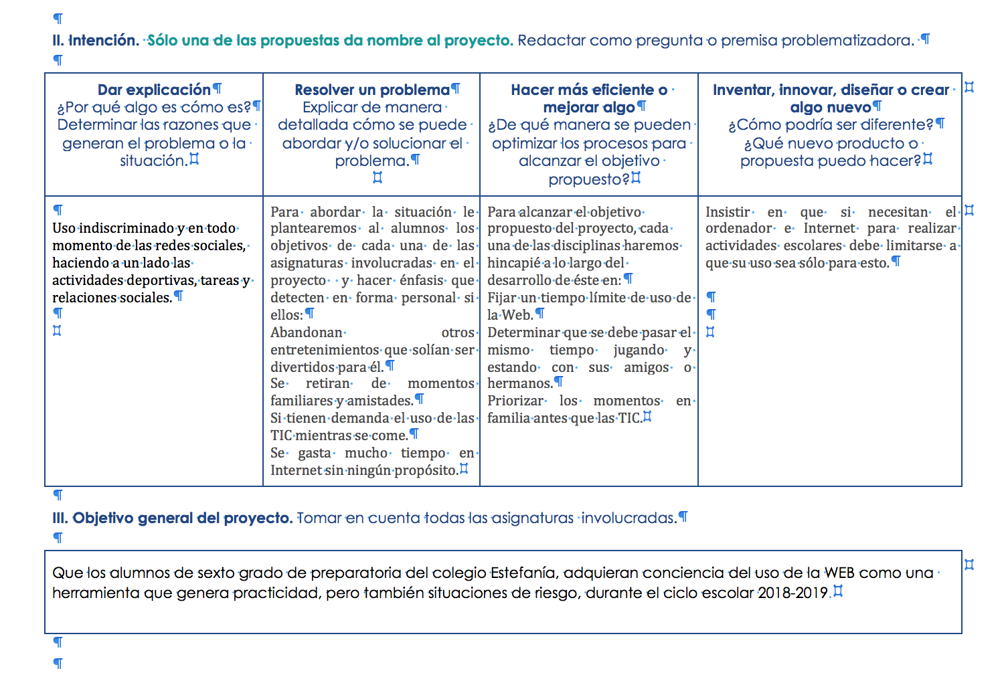 II. Intención. Sólo una de las propuestas da nombre al proyecto. Redactar como pregunta o premisa problematizadora.
Dar explicación
¿Por qué algo es cómo es?
Determinar las razones que
generan el problema o la
situación.
Resolver un problema
Explicar de manera
detallada cómo se puede
abordar y/o solucionar el
problema.
Hacer más eficiente o
mejorar algo
¿De qué manera se pueden
optimizar los procesos para
alcanzar el objetivo
propuesto?
Inventar, innovar, diseñar o crear
algo nuevo
¿Cómo podría ser diferente?
¿Qué nuevo producto o
propuesta puedo hacer?
Uso indiscriminado y en todo
momento de las redes sociales,
haciendo a un lado las
actividades deportivas, tareas y
relaciones sociales.
Para abordar la situación le
plantearemos al alumnos los
objetivos de cada una de las
asignaturas involucradas en el
proyecto y hacer énfasis que
detecten en forma personal si
ellos:
Abandonan otros
entretenimientos que solían ser
divertidos para él.
Se retiran de momentos
familiares y amistades.
Si tienen demanda el uso de las
TIC mientras se come.
Se gasta mucho tiempo en
Internet sin ningún propósito.
Para alcanzar el objetivo
propuesto del proyecto, cada
una de las disciplinas haremos
hincapié a lo largo del
desarrollo de éste en:
Fijar un tiempo límite de uso de
la Web.
Determinar que se debe pasar el
mismo tiempo jugando y
estando con sus amigos o
hermanos.
Priorizar los momentos en
familia antes que las TIC.
Insistir en que si necesitan el
ordenador e Internet para realizar
actividades escolares debe limitarse a
que su uso sea sólo para esto.
III. Objetivo general del proyecto. Tomar en cuenta todas las asignaturas involucradas.
Que los alumnos de sexto grado de preparatoria del colegio Estefanía, adquieran conciencia del uso de la WEB como una
herramienta que genera practicidad, pero también situaciones de riesgo, durante el ciclo escolar 2018-2019.